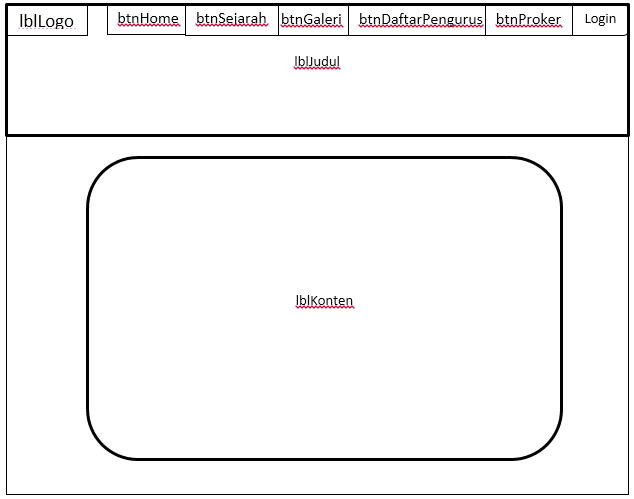 lblLogo btnHome btnSejarah btnGaleri btnDaftarPengurus btnProker Login
lblJudul
lblKonten